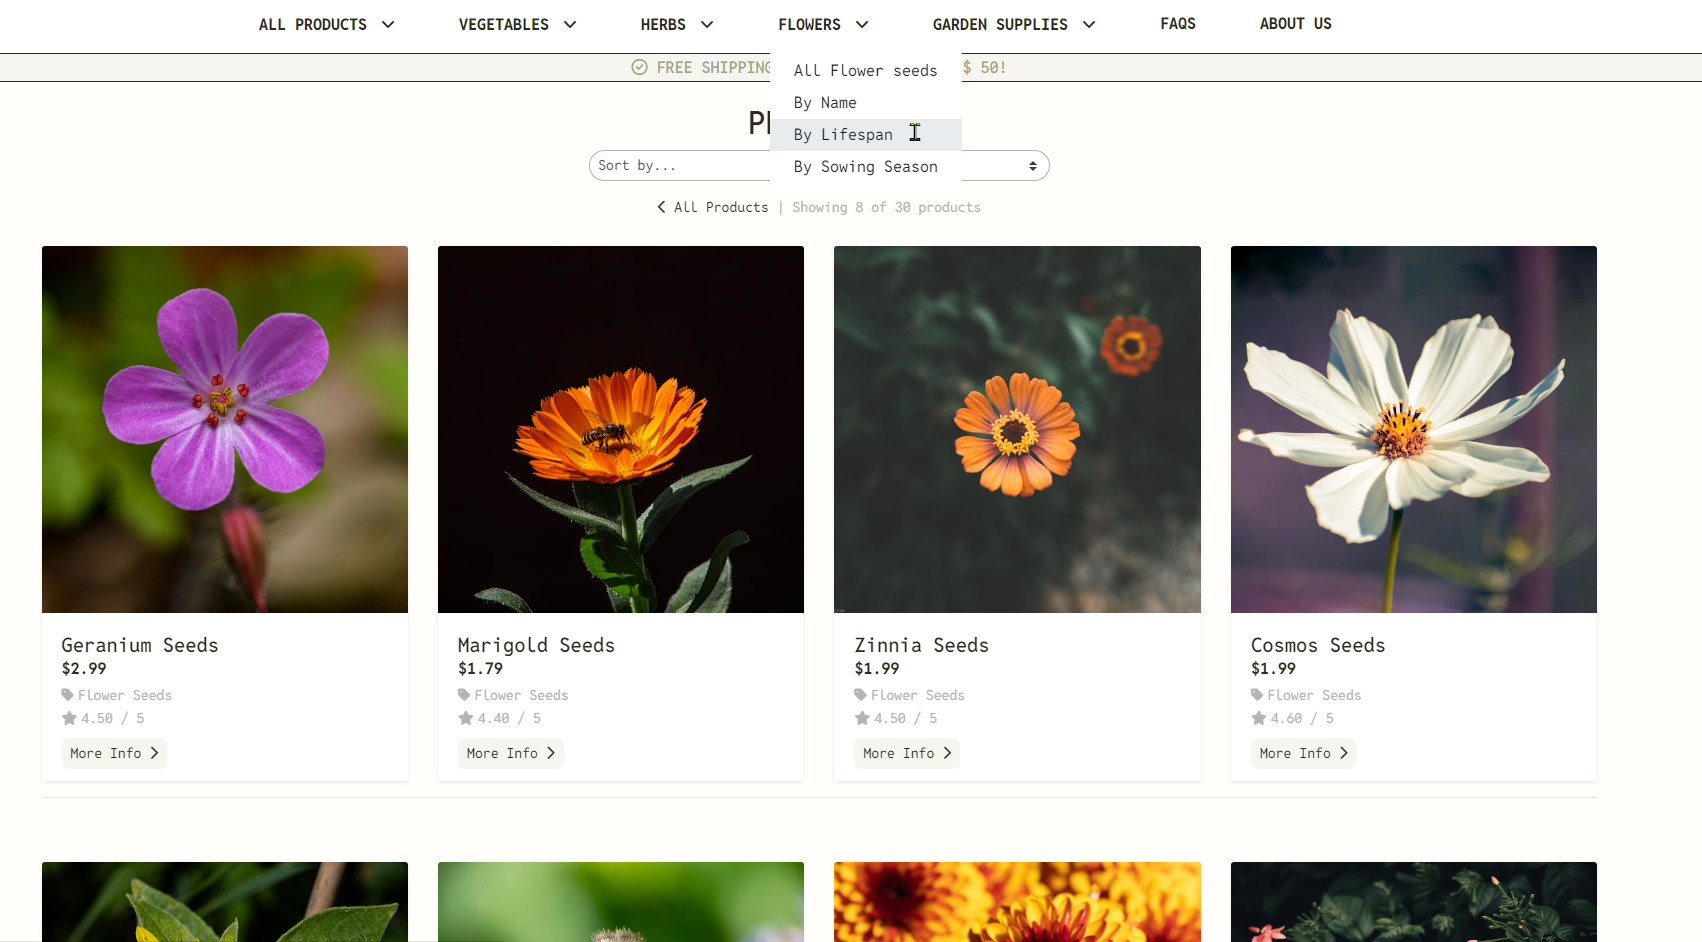 ALL PRODUCTS
VEGETABLES
HERBS
FLOWERS
GARDEN SUPPLIES
FAQS
ABOUT US
FREE SHIPPING
$ 50!
All Flower seeds
By Name
By Lifespan
By Sowing Season
Sort by...
All Products | Showing 8 of 30 products
Geranium Seeds
$2.99
Flower Seeds
4.50 / 5
More Info
Marigold Seeds
$1.79
Flower Seeds
4.40 / 5
More Info
Zinnia Seeds
$1.99
Flower Seeds
4.50 / 5
More Info
Cosmos Seeds
$1.99
Flower Seeds
4.60 / 5
More Info